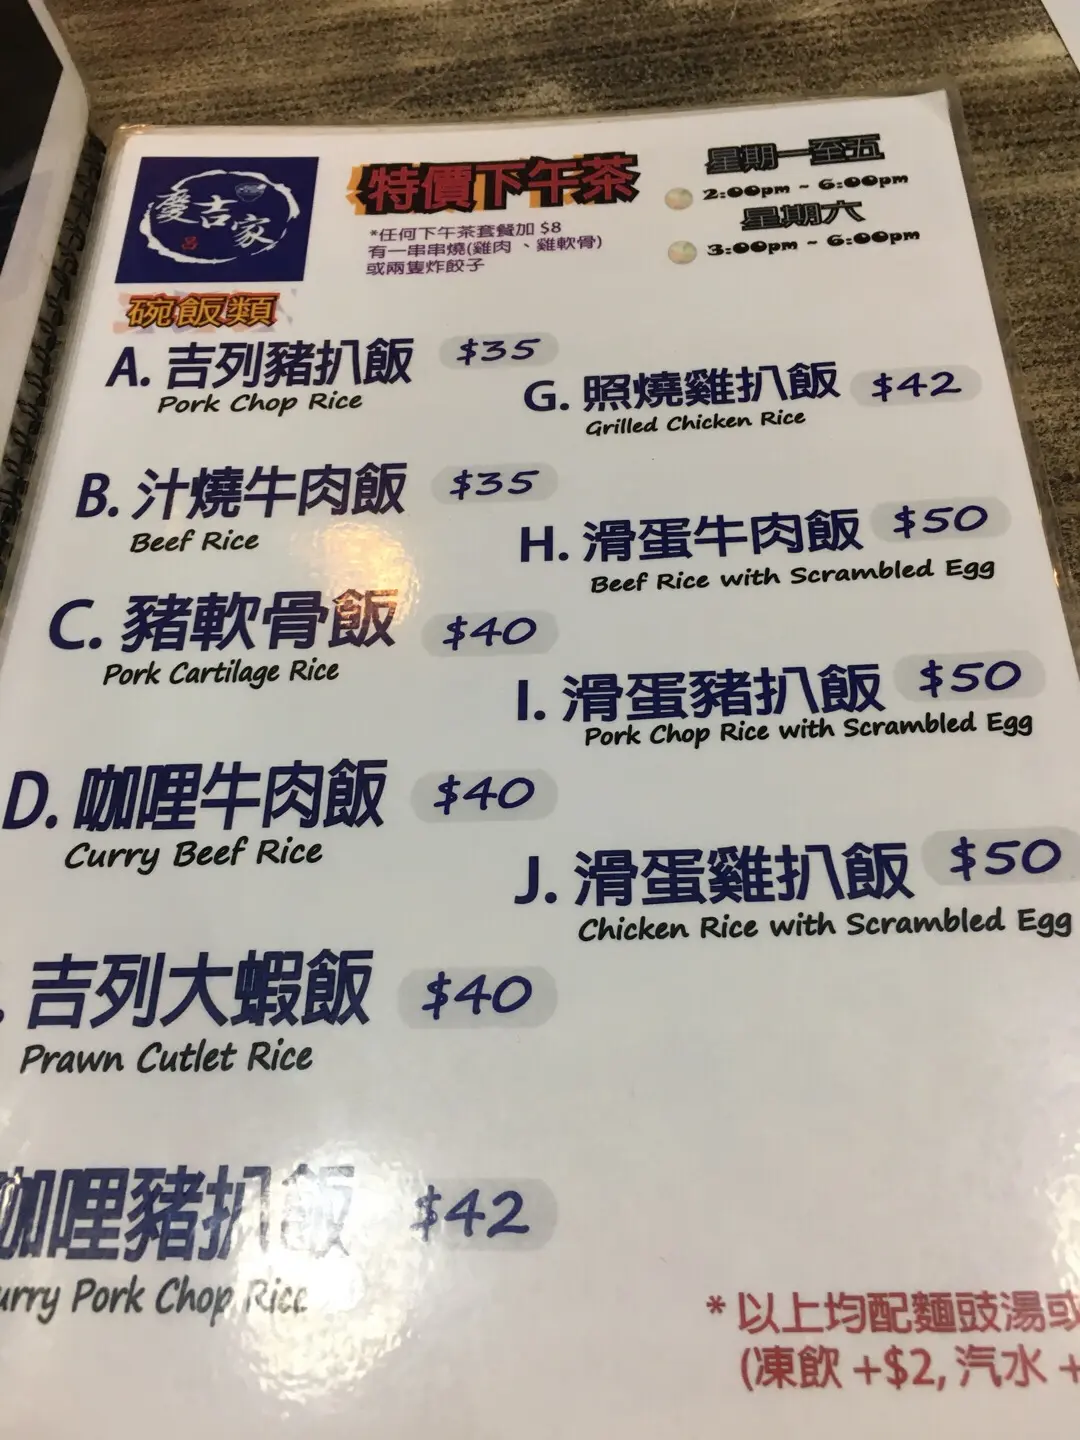 慶吉家
呂
特價下午茶
*任何下午茶套餐加 $8
有一串串燒(雞肉 、雞軟骨)
或兩隻炸餃子
星期一至五
2:00pm ~ 6:00pm
星期六
3:00pm ~ 6:00pm
碗飯類
A. 吉列豬扒飯 $35
Pork Chop Rice
B. 汁燒牛肉飯 $35
Beef Rice
C. 豬軟骨飯 $40
Pork Cartilage Rice
D. 咖哩牛肉飯 $40
Curry Beef Rice
. 吉列大蝦飯 $40
Prawn Cutlet Rice
咖哩豬扒飯 $42
urry Pork Chop Rice
G. 照燒雞扒飯 $42
Grilled Chicken Rice
H. 滑蛋牛肉飯 $50
Beef Rice with Scrambled Egg
I. 滑蛋豬扒飯 $50
Pork Chop Rice with Scrambled Egg
J. 滑蛋雞扒飯 $50
Chicken Rice with Scrambled Egg
* 以上均配麵豉湯或
(凍飲 +$2, 汽水 +